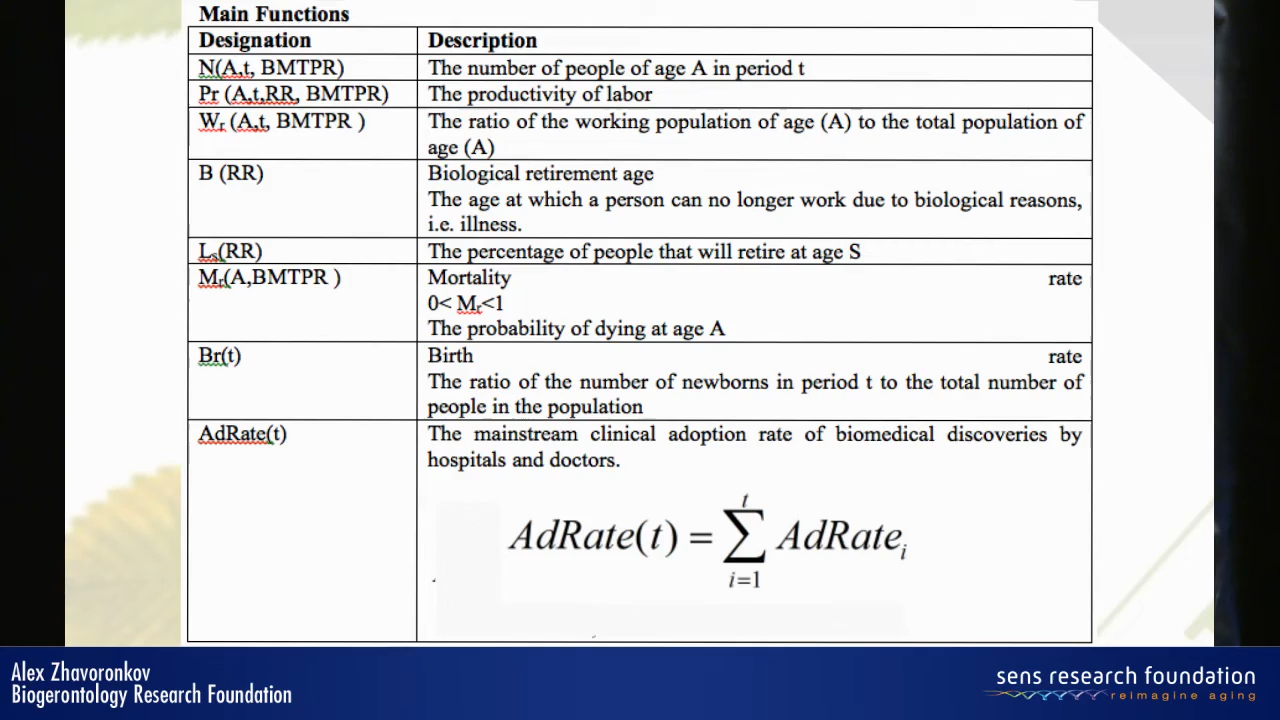 Main Functions
Designation Description
N(A,t, BMTPR) The number of people of age A in period t
Pr (A,t,RR, BMTPR) The productivity of labor
Wr (A,t, BMTPR ) The ratio of the working population of age (A) to the total population of
age (A)
B (RR) Biological retirement age
The age at which a person can no longer work due to biological reasons,
i.e. illness.
Ls(RR) The percentage of people that will retire at age S
Mr(A,BMTPR ) Mortality rate
0< Mr<1
The probability of dying at age A
Br(t) Birth rate
The ratio of the number of newborns in period t to the total number of
people in the population
AdRate(t) The mainstream clinical adoption rate of biomedical discoveries by
hospitals and doctors.
AdRate(t) = ∑ᵗᵢ₌₁ AdRateᵢ
Alex Zhavoronkov
Biogerontology Research Foundation
sens research foundation
reimagine aging